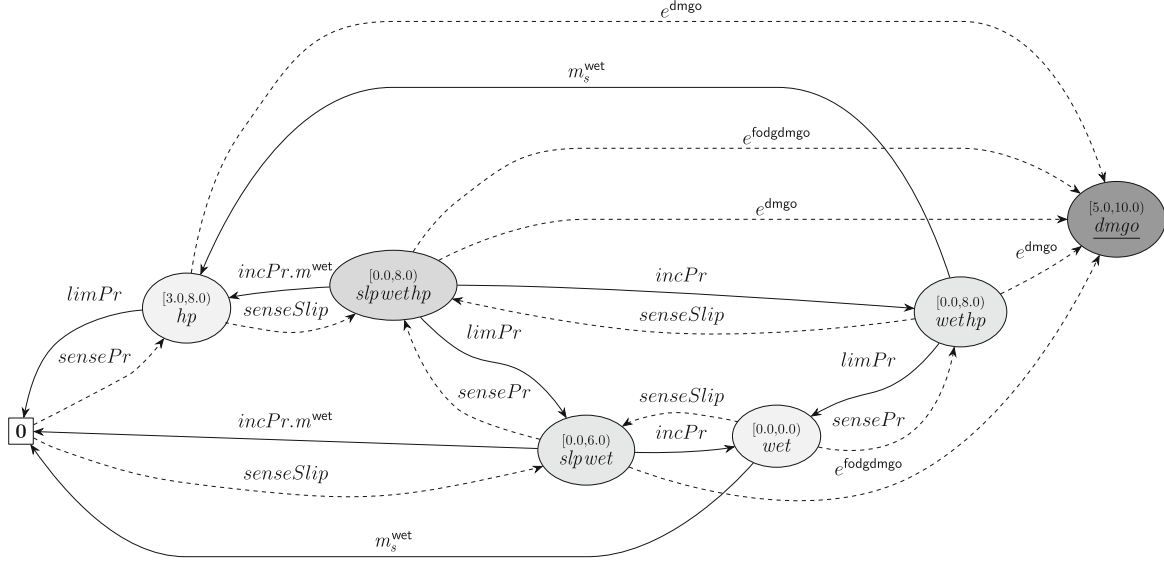 e^dmgo
m_s^wet
e^fodgdmgo
[5.0,10.0)
dmgo
e^dmgo
e^dmgo
incPr.m^wet
[0.0,8.0)
slpwethp
incPr
limPr
[3.0,8.0)
hp
senseSlip
senseSlip
[0.0,8.0)
wethp
limPr
sensePr
limPr
sensePr
senseSlip
sensePr
0
incPr.m^wet
[0.0,6.0)
slpwet
incPr
[0.0,0.0)
wet
e^fodgdmgo
senseSlip
m_s^wet